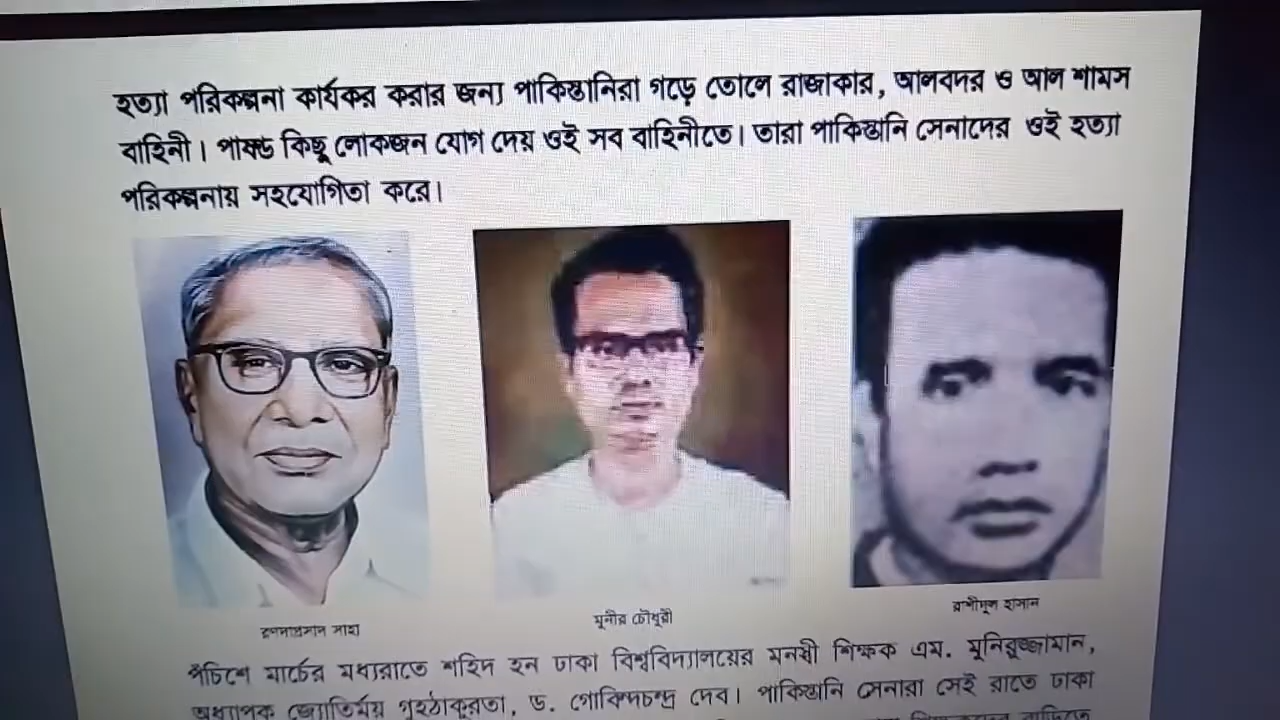 হত্যা পরিকল্পনা কার্যকর করার জন্য পাকিস্তানিরা গড়ে তোলে রাজাকার, আলবদর ও আল শামস
বাহিনী। পাষণ্ড কিছু লোকজন যোগ দেয় ওই সব বাহিনীতে। তারা পাকিস্তানি সেনাদের ওই হত্যা
পরিকল্পনায় সহযোগিতা করে।
রণদাপ্রসাদ সাহা
মুনীর চৌধুরী
রাশীদুল হাসান
পঁচিশে মার্চের মধ্যরাতে শহিদ হন ঢাকা বিশ্ববিদ্যালয়ের মনস্বী শিক্ষক এম. মুনিরুজ্জামান,
অধ্যাপক জ্যোতির্ময় গুহঠাকুরতা, ড. গোবিন্দচন্দ্র দেব। পাকিস্তানি সেনারা সেই রাতে ঢাকা